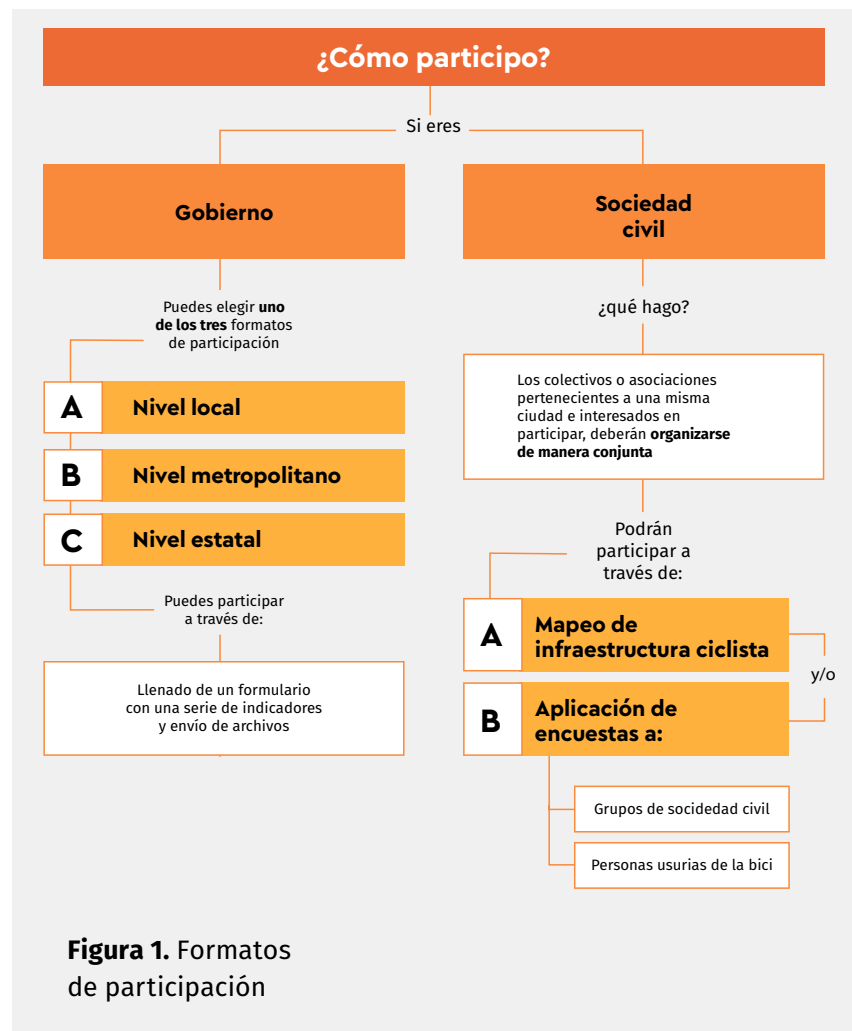 ¿Cómo participo?
Si eres
Gobierno
Puedes elegir uno
de los tres formatos
de participación
A
Nivel local
B
Nivel metropolitano
C
Nivel estatal
Puedes participar
a través de:
Llenado de un formulario
con una serie de indicadores
y envío de archivos
Sociedad
civil
¿qué hago?
Los colectivos o asociaciones
pertenecientes a una misma
ciudad e interesados en
participar, deberán organizarse
de manera conjunta
Podrán
participar a
través de:
A
Mapeo de
infraestructura ciclista
y/o
B
Aplicación de
encuestas a:
Grupos de socidedad civil
Personas usurias de la bici
Figura 1. Formatos
de participación